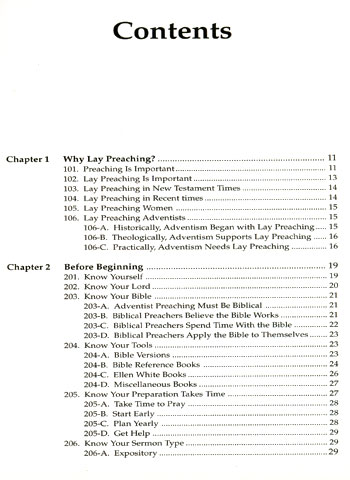 Contents
Chapter 1 Why Lay Preaching? 11
101. Preaching Is Important 11
102. Lay Preaching Is Important 13
103. Lay Preaching in New Testament Times 14
104. Lay Preaching in Recent times 14
105. Lay Preaching Women 15
106. Lay Preaching Adventists 15
106-A. Historically, Adventism Began with Lay Preaching 15
106-B. Theologically, Adventism Supports Lay Preaching 16
106-C. Practically, Adventism Needs Lay Preaching 16
Chapter 2 Before Beginning 19
201. Know Yourself 19
202. Know Your Lord 20
203. Know Your Bible 21
203-A. Adventist Preaching Must Be Biblical 21
203-B. Biblical Preachers Believe the Bible Works 21
203-C. Biblical Preachers Spend Time With the Bible 22
203-D. Biblical Preachers Apply the Bible to Themselves 23
204. Know Your Tools 23
204-A. Bible Versions 23
204-B. Bible Reference Books 24
204-C. Ellen White Books 26
204-D. Miscellaneous Books 27
205. Know Your Preparation Takes Time 27
205-A. Take Time to Pray 28
205-B. Start Early 28
205-C. Plan Yearly 28
205-D. Get Help 29
206. Know Your Sermon Type 29
206-A. Expository 29